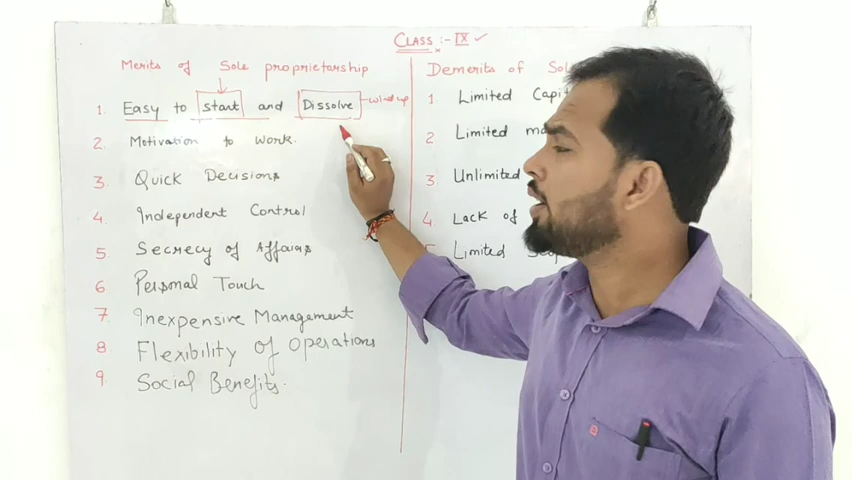 CLASS :- IX
Merits of Sole proprietorship
1. Easy to start and Dissolve - wind up
2. Motivation to work.
3. Quick Decisions
4. Independent Control
5. Secrecy of Affairs
6 Personal Touch
7. Inexpensive Management
8 Flexibility of Operations
9. Social Benefits.
Demerits of
1 Limited
2 Limited
3. Unlimited
4. Lack of
Limited